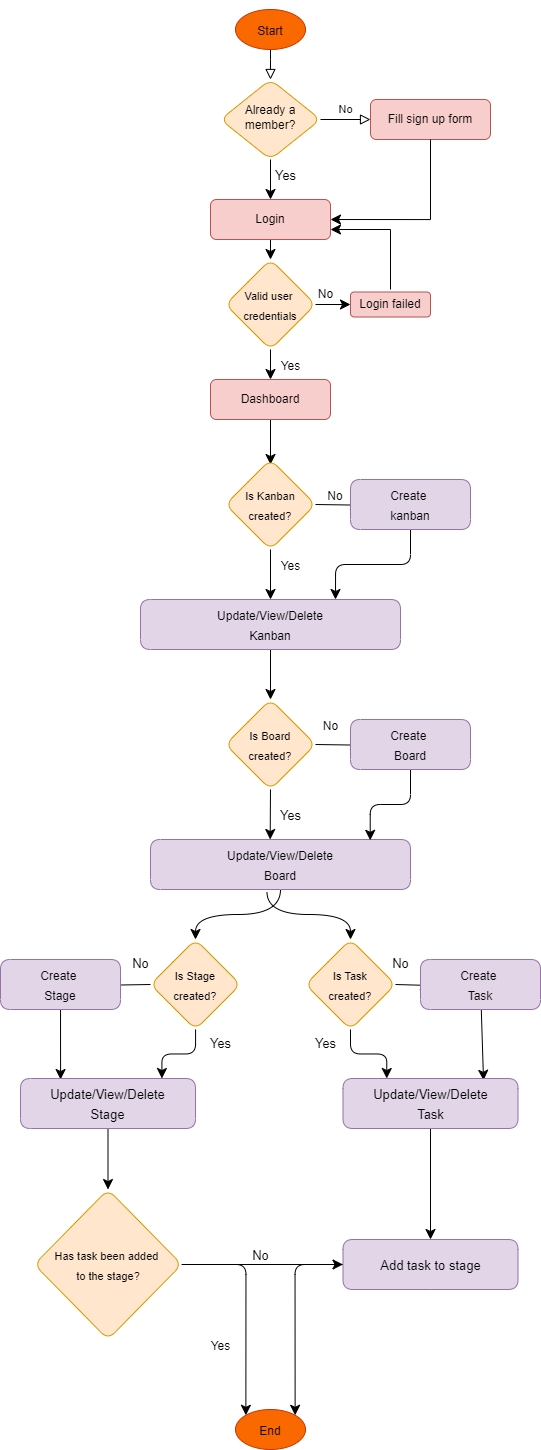 Start
Already a
member?
No
Fill sign up form
Yes
Login
Valid user
credentials
No
Login failed
Yes
Dashboard
Is Kanban
created?
No
Create
kanban
Yes
Update/View/Delete
Kanban
Is Board
created?
No
Create
Board
Yes
Update/View/Delete
Board
Create
Stage
No
Is Stage
created?
Is Task
created?
No
Create
Task
Yes
Yes
Update/View/Delete
Stage
Update/View/Delete
Task
Has task been added
to the stage?
No
Add task to stage
Yes
End